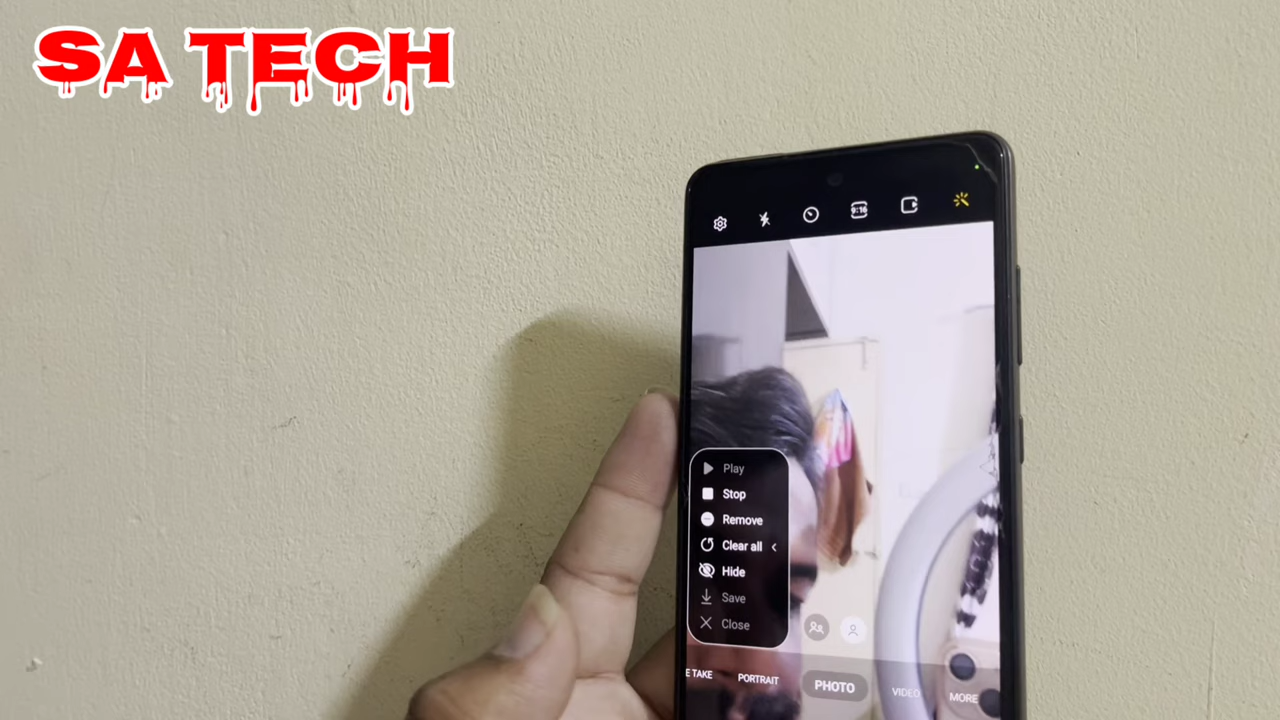 SA TECH
9:16
Play
Stop
Remove
Clear all
Hide
Save
Close
E TAKE
PORTRAIT
PHOTO
VIDEO
MORE